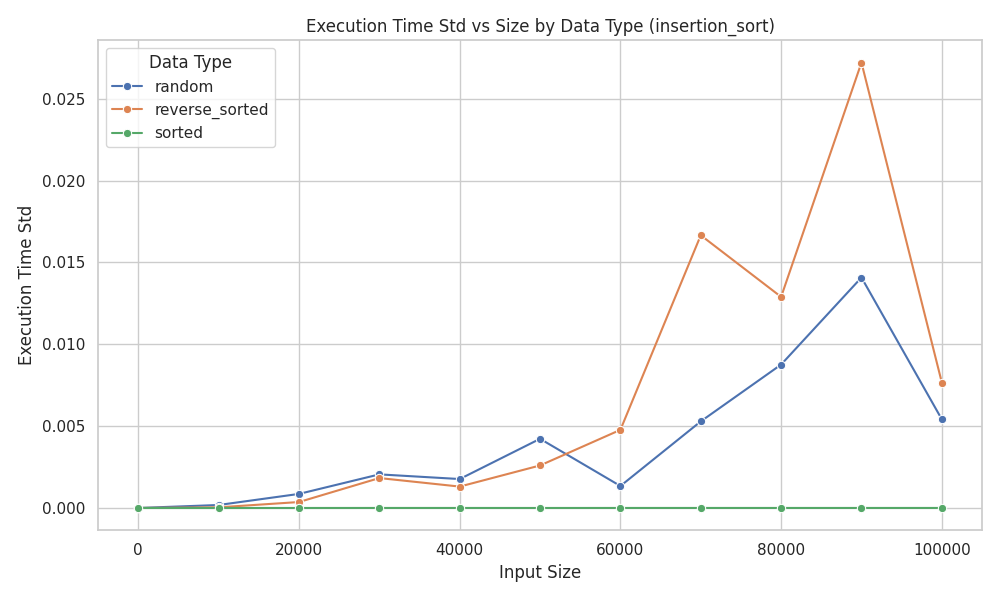 Execution Time Std vs Size by Data Type (insertion_sort)
Data Type
random
reverse_sorted
sorted
Execution Time Std
0.025
0.020
0.015
0.010
0.005
0.000
0
20000
40000
60000
80000
100000
Input Size